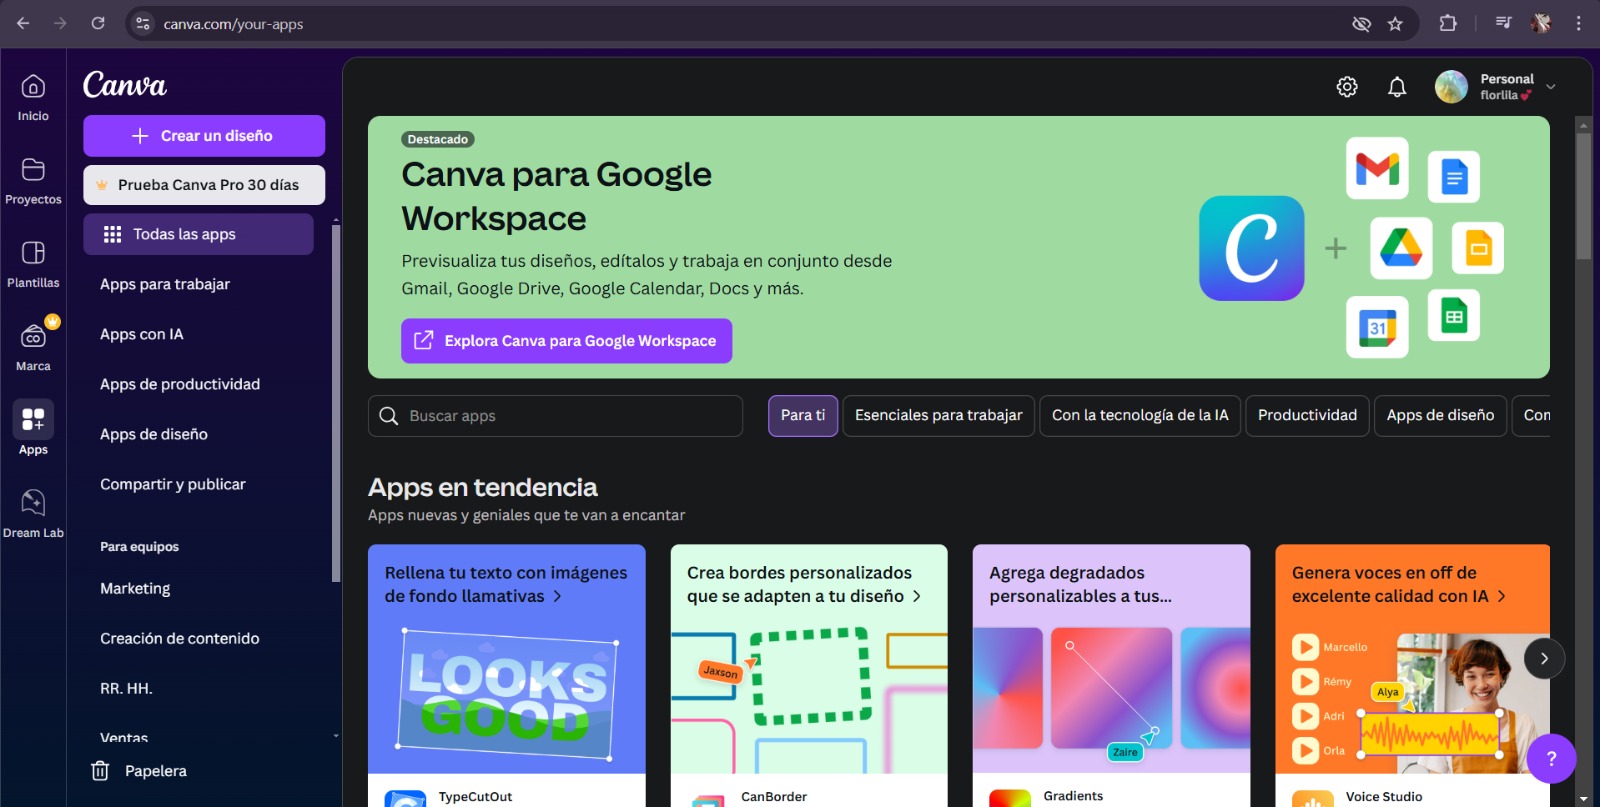 canva.com/your-apps
Inicio
Proyectos
Plantillas
Marca
Apps
Dream Lab
Canva
Crear un diseño
Prueba Canva Pro 30 días
Todas las apps
Apps para trabajar
Apps con IA
Apps de productividad
Apps de diseño
Compartir y publicar
Para equipos
Marketing
Creación de contenido
RR. HH.
Ventas
Papelera
Personal
florlila💕
Destacado
Canva para Google
Workspace
Previsualiza tus diseños, edítalos y trabaja en conjunto desde
Gmail, Google Drive, Google Calendar, Docs y más.
Explora Canva para Google Workspace
C
+
31
Buscar apps
Para ti
Esenciales para trabajar
Con la tecnología de la IA
Productividad
Apps de diseño
Con
Apps en tendencia
Apps nuevas y geniales que te van a encantar
Rellena tu texto con imágenes
de fondo llamativas
LOOKS
GOOD
TypeCutOut
Crea bordes personalizados
que se adapten a tu diseño
Jaxson
CanBorder
Agrega degradados
personalizables a tus...
Zaire
Gradients
Genera voces en off de
excelente calidad con IA
Marcello
Rémy
Adri
Orla
Alya
Voice Studio
?